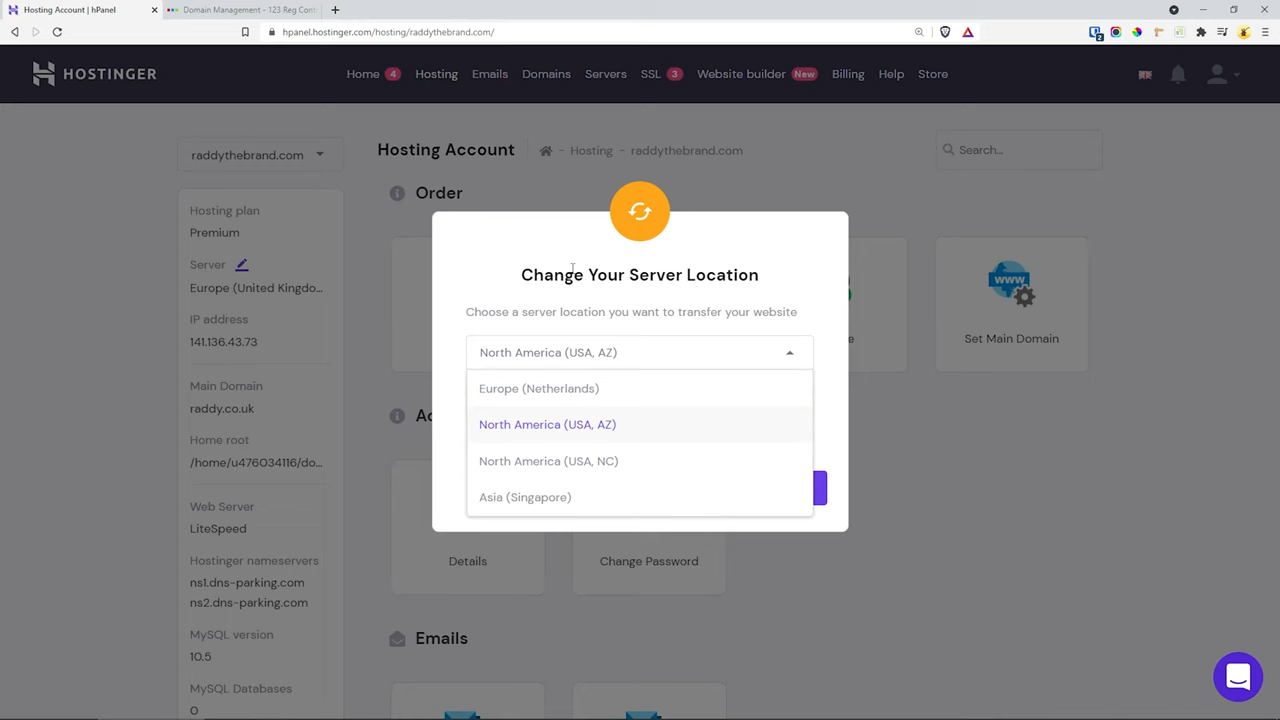 Hosting Account | hPanel
Domain Management - 123 Reg Cont
hpanel.hostinger.com/hosting/raddythebrand.com/
2
HOSTINGER
Home 4 Hosting Emails Domains Servers SSL 3 Website builder New Billing Help Store
raddythebrand.com
Hosting Account - Hosting - raddythebrand.com
Search...
Hosting plan
Premium
Server
Europe (United Kingdo...
IP address
141.136.43.73
Main Domain
raddy.co.uk
Home root
/home/u476034116/do...
Web Server
LiteSpeed
Hostinger nameservers
ns1.dns-parking.com
ns2.dns-parking.com
MySQL version
10.5
MySQL Databases
0
Order
Set Main Domain
Change Your Server Location
Choose a server location you want to transfer your website
North America (USA, AZ)
Europe (Netherlands)
North America (USA, AZ)
North America (USA, NC)
Asia (Singapore)
Details
Change Password
Emails